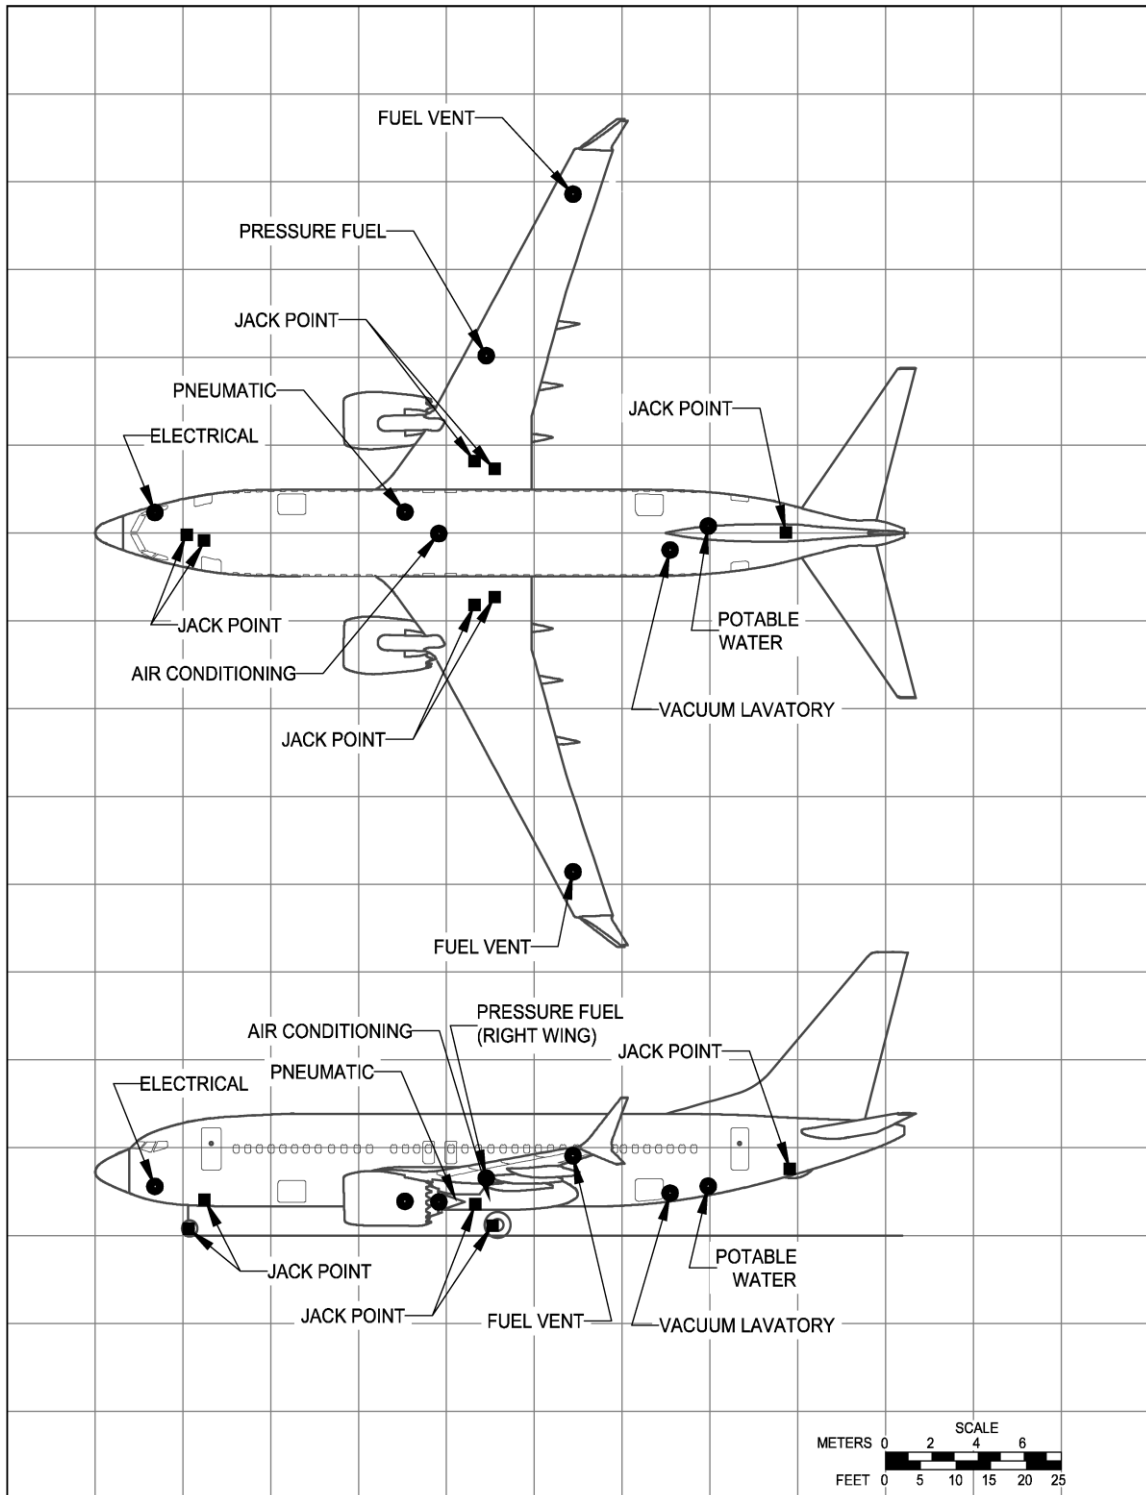 FUEL VENT
PRESSURE FUEL
JACK POINT
PNEUMATIC
JACK POINT
ELECTRICAL
JACK POINT
POTABLE
WATER
AIR CONDITIONING
VACUUM LAVATORY
JACK POINT
FUEL VENT
PRESSURE FUEL
(RIGHT WING)
AIR CONDITIONING
JACK POINT
PNEUMATIC
ELECTRICAL
POTABLE
WATER
JACK POINT
JACK POINT
FUEL VENT
VACUUM LAVATORY
SCALE
METERS 0 2 4 6
FEET 0 5 10 15 20 25